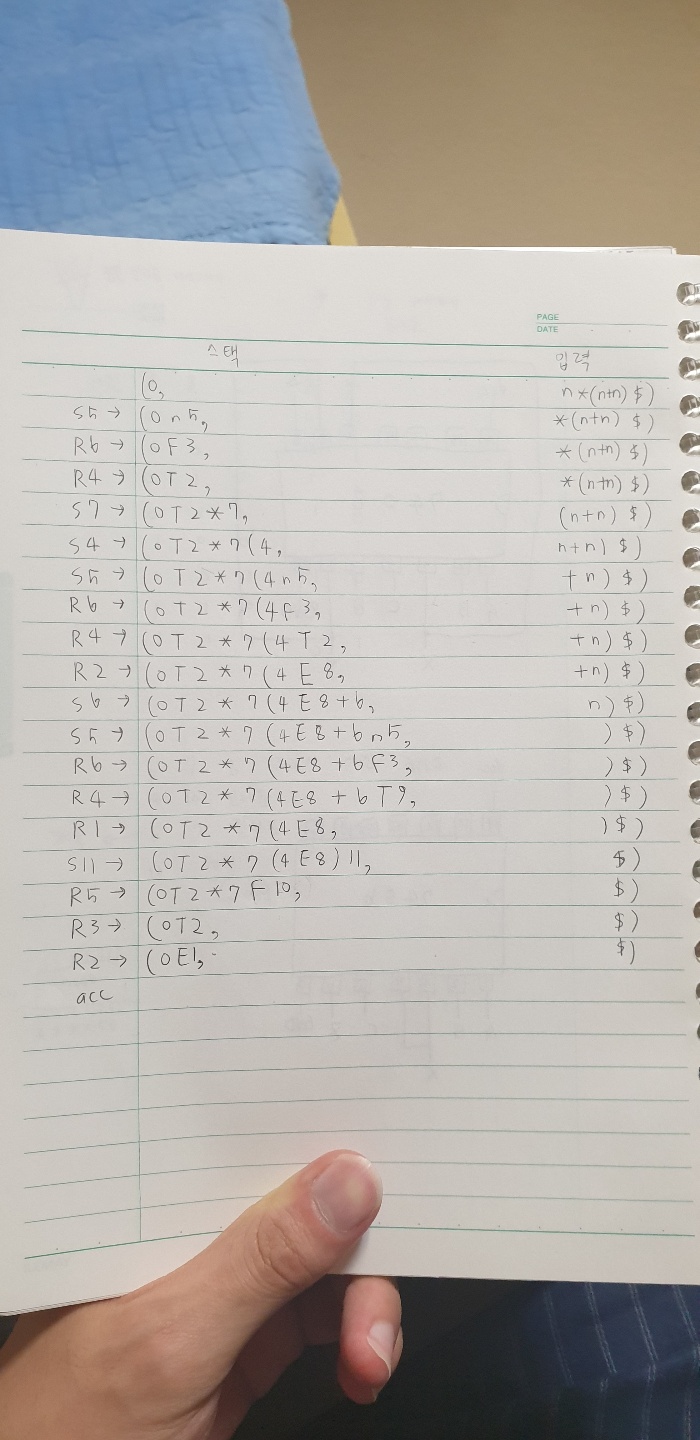 PAGE
DATE
스택 입력
(0, n*(n+n) $)
S5 → (0 n 5, *(n+n) $)
R6 → (0 F 3, *(n+n) $)
R4 → (0 T 2, *(n+n) $)
S7 → (0 T 2 * 7, (n+n) $)
S4 → (0 T 2 * 7 (4, n+n) $)
S5 → (0 T 2 * 7 (4 n 5, +n) $)
R6 → (0 T 2 * 7 (4 F 3, +n) $)
R4 → (0 T 2 * 7 (4 T 2, +n) $)
R2 → (0 T 2 * 7 (4 E 8, +n) $)
S6 → (0 T 2 * 7 (4 E 8 + 6, n) $)
S5 → (0 T 2 * 7 (4 E 8 + 6 n 5, ) $)
R6 → (0 T 2 * 7 (4 E 8 + 6 F 3, ) $)
R4 → (0 T 2 * 7 (4 E 8 + 6 T 9, ) $)
R1 → (0 T 2 * 7 (4 E 8, ) $)
S11 → (0 T 2 * 7 (4 E 8) 11, $)
R5 → (0 T 2 * 7 F 10, $)
R3 → (0 T 2, $)
R2 → (0 E 1, $)
acc